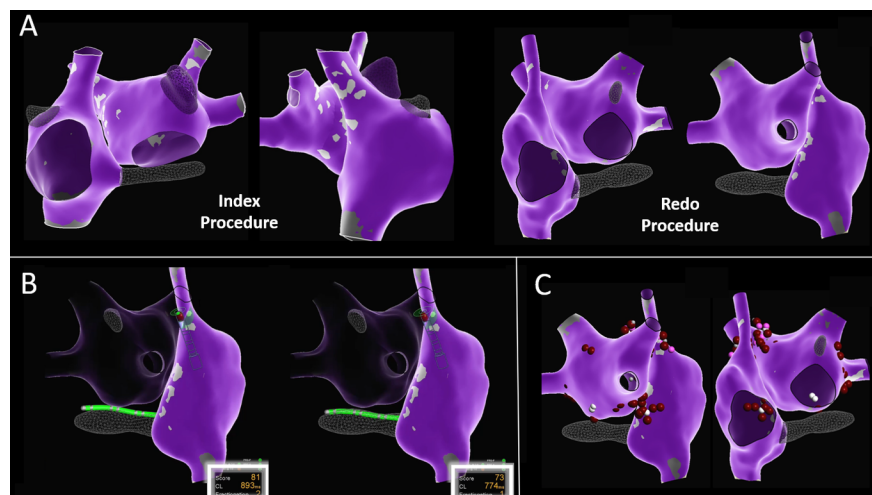 A
Index
Procedure
Redo
Procedure
B
Score 81
CL 893ms
Score 73
CL 774ms
C